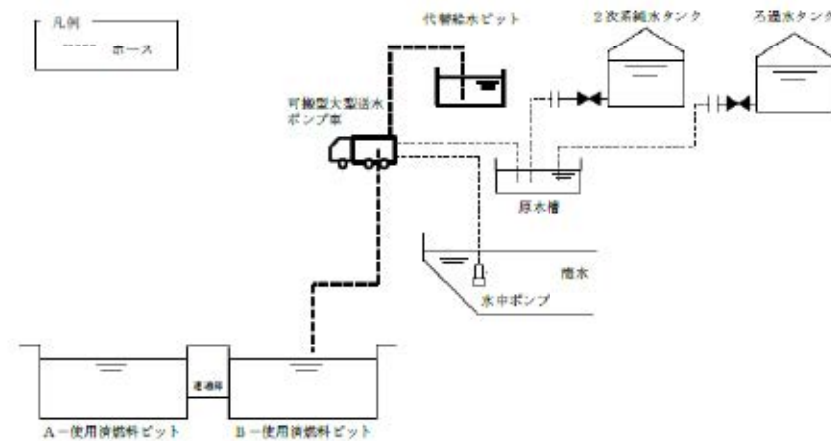 凡例
ホース
代替給水ピット
2次系純水タンク
ろ過水タンク
可搬型大型送水
ポンプ車
原水槽
海水
水中ポンプ
A-使用済燃料ピット
B-使用済燃料ピット